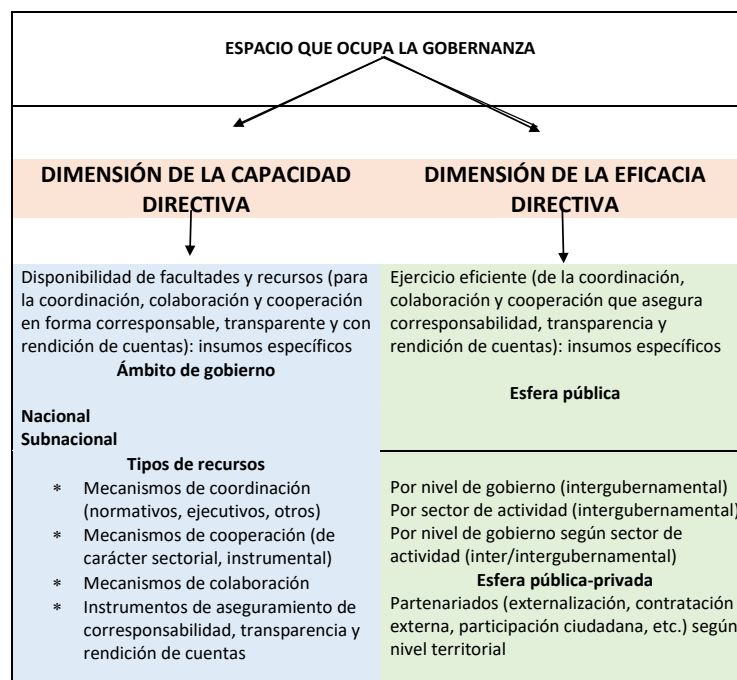 ESPACIO QUE OCUPA LA GOBERNANZA
DIMENSIÓN DE LA CAPACIDAD
DIRECTIVA
DIMENSIÓN DE LA EFICACIA
DIRECTIVA
Disponibilidad de facultades y recursos (para
la coordinación, colaboración y cooperación
en forma corresponsable, transparente y con
rendición de cuentas): insumos específicos
Ámbito de gobierno
Nacional
Subnacional
Tipos de recursos
* Mecanismos de coordinación
(normativos, ejecutivos, otros)
* Mecanismos de cooperación (de
carácter sectorial, instrumental)
* Mecanismos de colaboración
* Instrumentos de aseguramiento de
corresponsabilidad, transparencia y
rendición de cuentas
Ejercicio eficiente (de la coordinación,
colaboración y cooperación que asegura
corresponsabilidad, transparencia y
rendición de cuentas): insumos específicos
Esfera pública
Por nivel de gobierno (intergubernamental)
Por sector de actividad (intergubernamental)
Por nivel de gobierno según sector de
actividad (inter/intergubernamental)
Esfera pública-privada
Partenariados (externalización, contratación
externa, participación ciudadana, etc.) según
nivel territorial